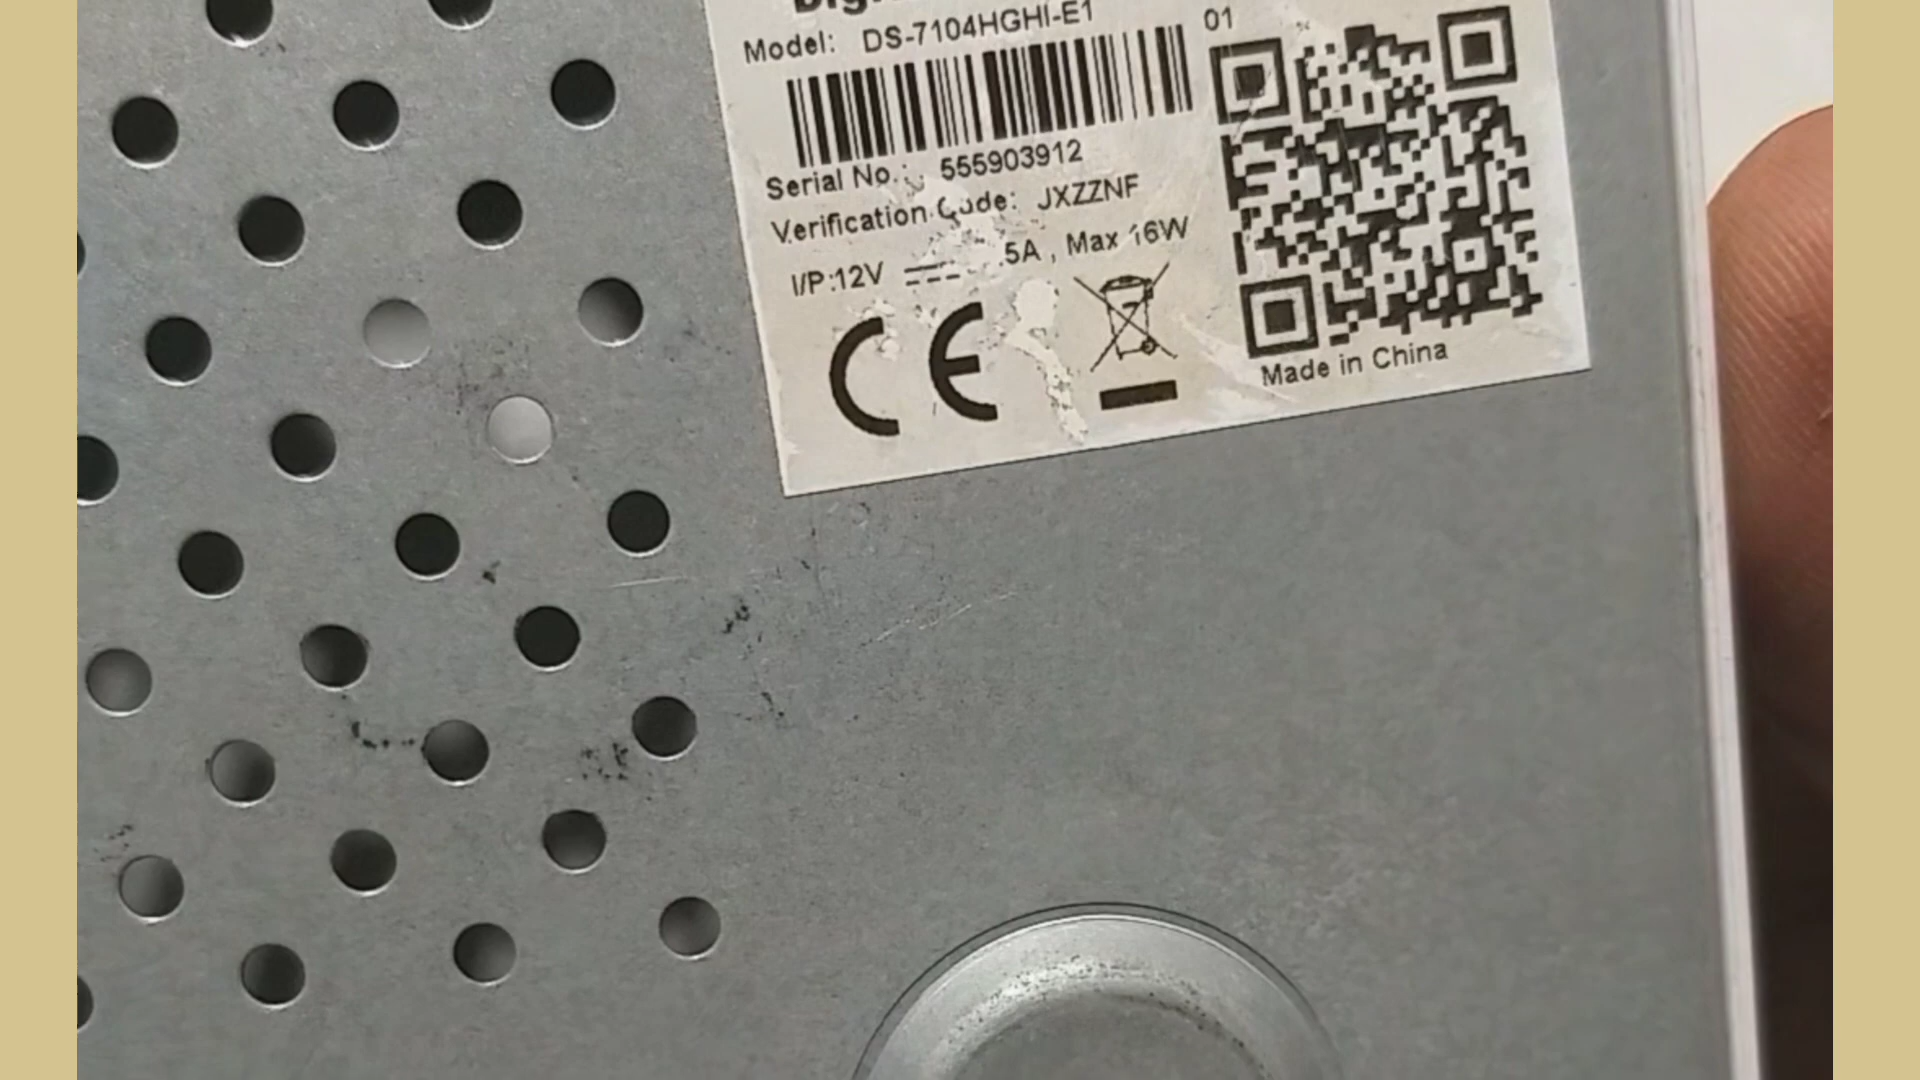 Model: DS-7104HGHI-E1
01
Serial No.: 555903912
Verification Code: JXZZNF
I/P:12V ⎓ .5A , Max 16W
CE
Made in China